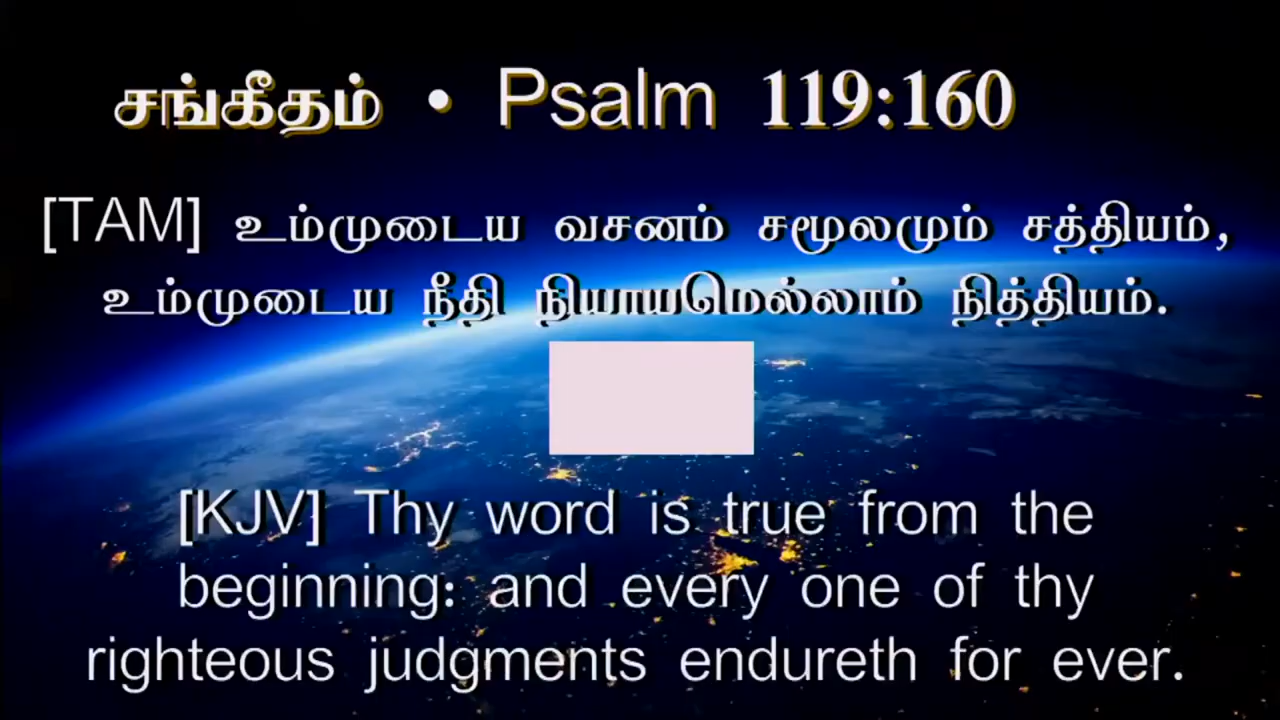 சங்கீதம் • Psalm 119:160
[TAM] உம்முடைய வசனம் சமூலமும் சத்தியம்,
உம்முடைய நீதி நியாயமெல்லாம் நித்தியம்.
[KJV] Thy word is true from the
beginning: and every one of thy
righteous judgments endureth for ever.